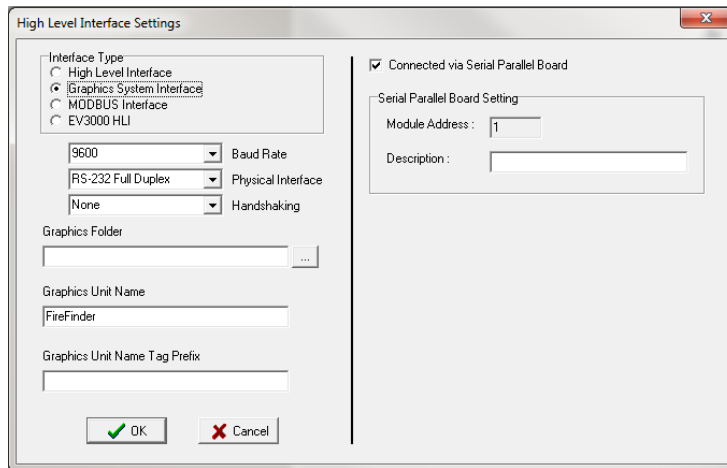 High Level Interface Settings
Interface Type
High Level Interface
Graphics System Interface
MODBUS Interface
EV3000 HLI
9600
Baud Rate
RS-232 Full Duplex
Physical Interface
None
Handshaking
Graphics Folder
...
Graphics Unit Name
FireFinder
Graphics Unit Name Tag Prefix
OK
Cancel
Connected via Serial Parallel Board
Serial Parallel Board Setting
Module Address :
1
Description :